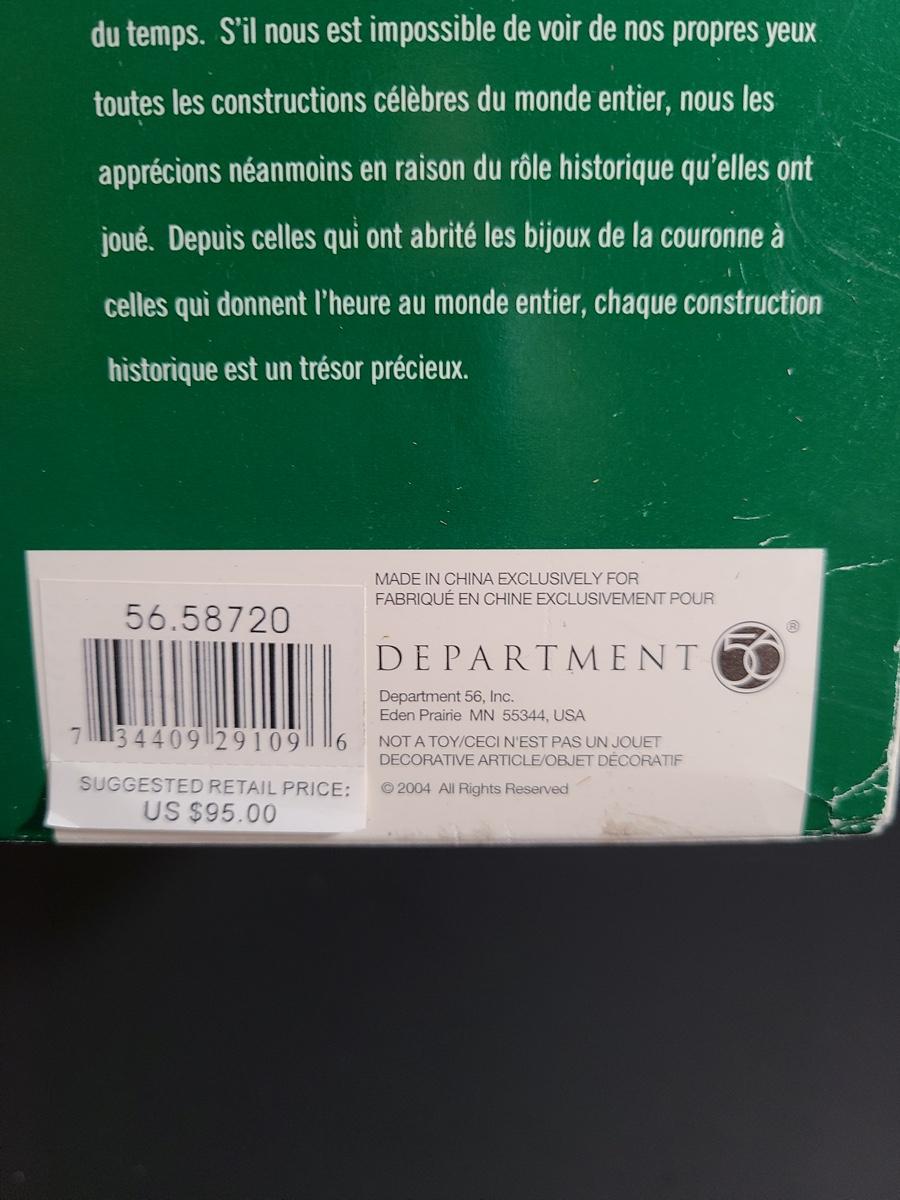 du temps. S'il nous est impossible de voir de nos propres yeux
toutes les constructions célèbres du monde entier, nous les
apprécions néanmoins en raison du rôle historique qu'elles ont
joué. Depuis celles qui ont abrité les bijoux de la couronne à
celles qui donnent l'heure au monde entier, chaque construction
historique est un trésor précieux.
56.58720
7 34409 29109 6
SUGGESTED RETAIL PRICE:
US $95.00
MADE IN CHINA EXCLUSIVELY FOR
FABRIQUÉ EN CHINE EXCLUSIVEMENT POUR
DEPARTMENT 56 ®
Department 56, Inc.
Eden Prairie MN 55344, USA
NOT A TOY/CECI N'EST PAS UN JOUET
DECORATIVE ARTICLE/OBJET DÉCORATIF
© 2004 All Rights Reserved